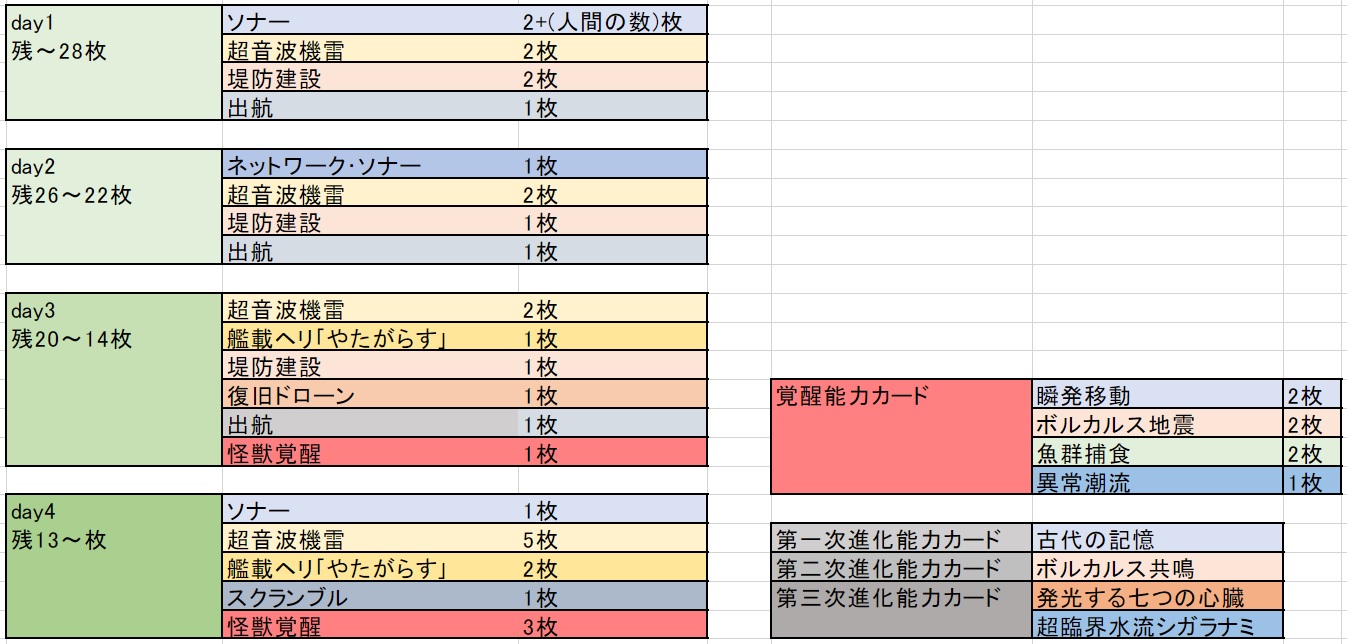 day1
残～28枚
ソナー 2+(人間の数)枚
超音波機雷 2枚
堤防建設 2枚
出航 1枚
day2
残26～22枚
ネットワーク・ソナー 1枚
超音波機雷 2枚
堤防建設 1枚
出航 1枚
day3
残20～14枚
超音波機雷 2枚
艦載ヘリ「やたがらす」 1枚
堤防建設 1枚
復旧ドローン 1枚
出航 1枚
怪獣覚醒 1枚
day4
残13～枚
ソナー 1枚
超音波機雷 5枚
艦載ヘリ「やたがらす」 2枚
スクランブル 1枚
怪獣覚醒 3枚
覚醒能力カード
瞬発移動 2枚
ボルカルス地震 2枚
魚群捕食 2枚
異常潮流 1枚
第一次進化能力カード 古代の記憶
第二次進化能力カード ボルカルス共鳴
第三次進化能力カード 発光する七つの心臓
超臨界水流シガラナミ